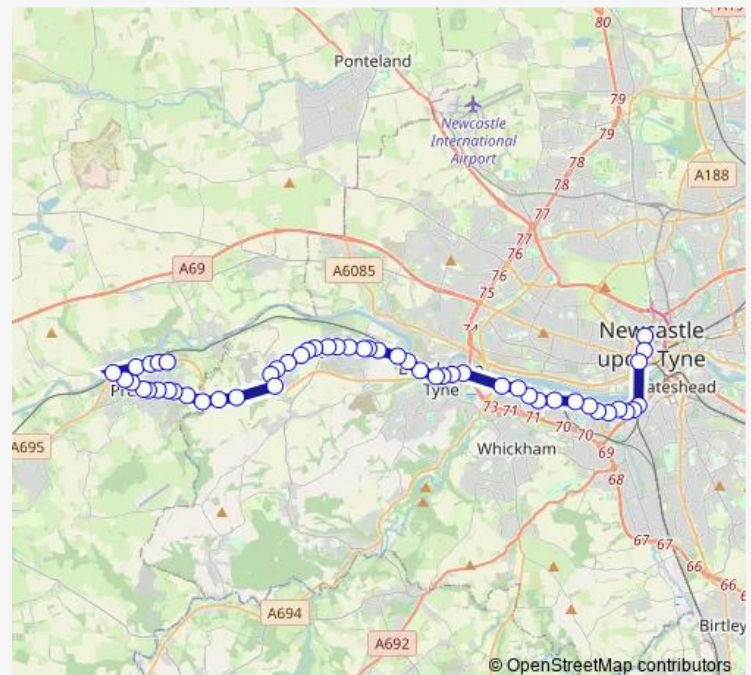 80
A19
Ponteland
79
79
Newcastle
International
Airport
78
A188
78
77
77
76
A69
A6085
76
75
74
Newcastle
upon Tyne
Tyne
Gateshead
73
71
71
70
70
A695
Whickham
69
68
67
67
66
66
A694
A692
Birtley
© OpenStreetMap contributors